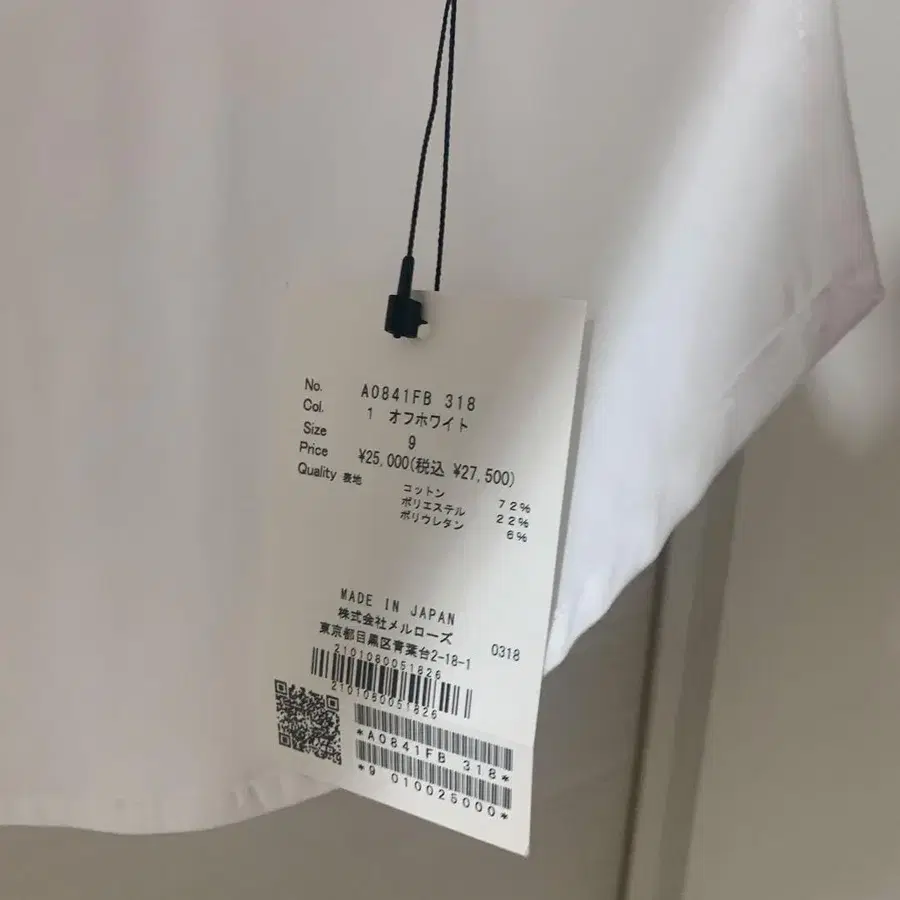 No. A0841FB 318
Col. 1 オフホワイト
Size 9
Price ¥25,000(税込 ¥27,500)
Quality 表地 コットン 72%
ポリエステル 22%
ポリウレタン 6%
MADE IN JAPAN
株式会社メルローズ
東京都目黒区青葉台2-18-1 0318
2101080051826
2101080051826
*A0841FB 318*
*9 010025000*